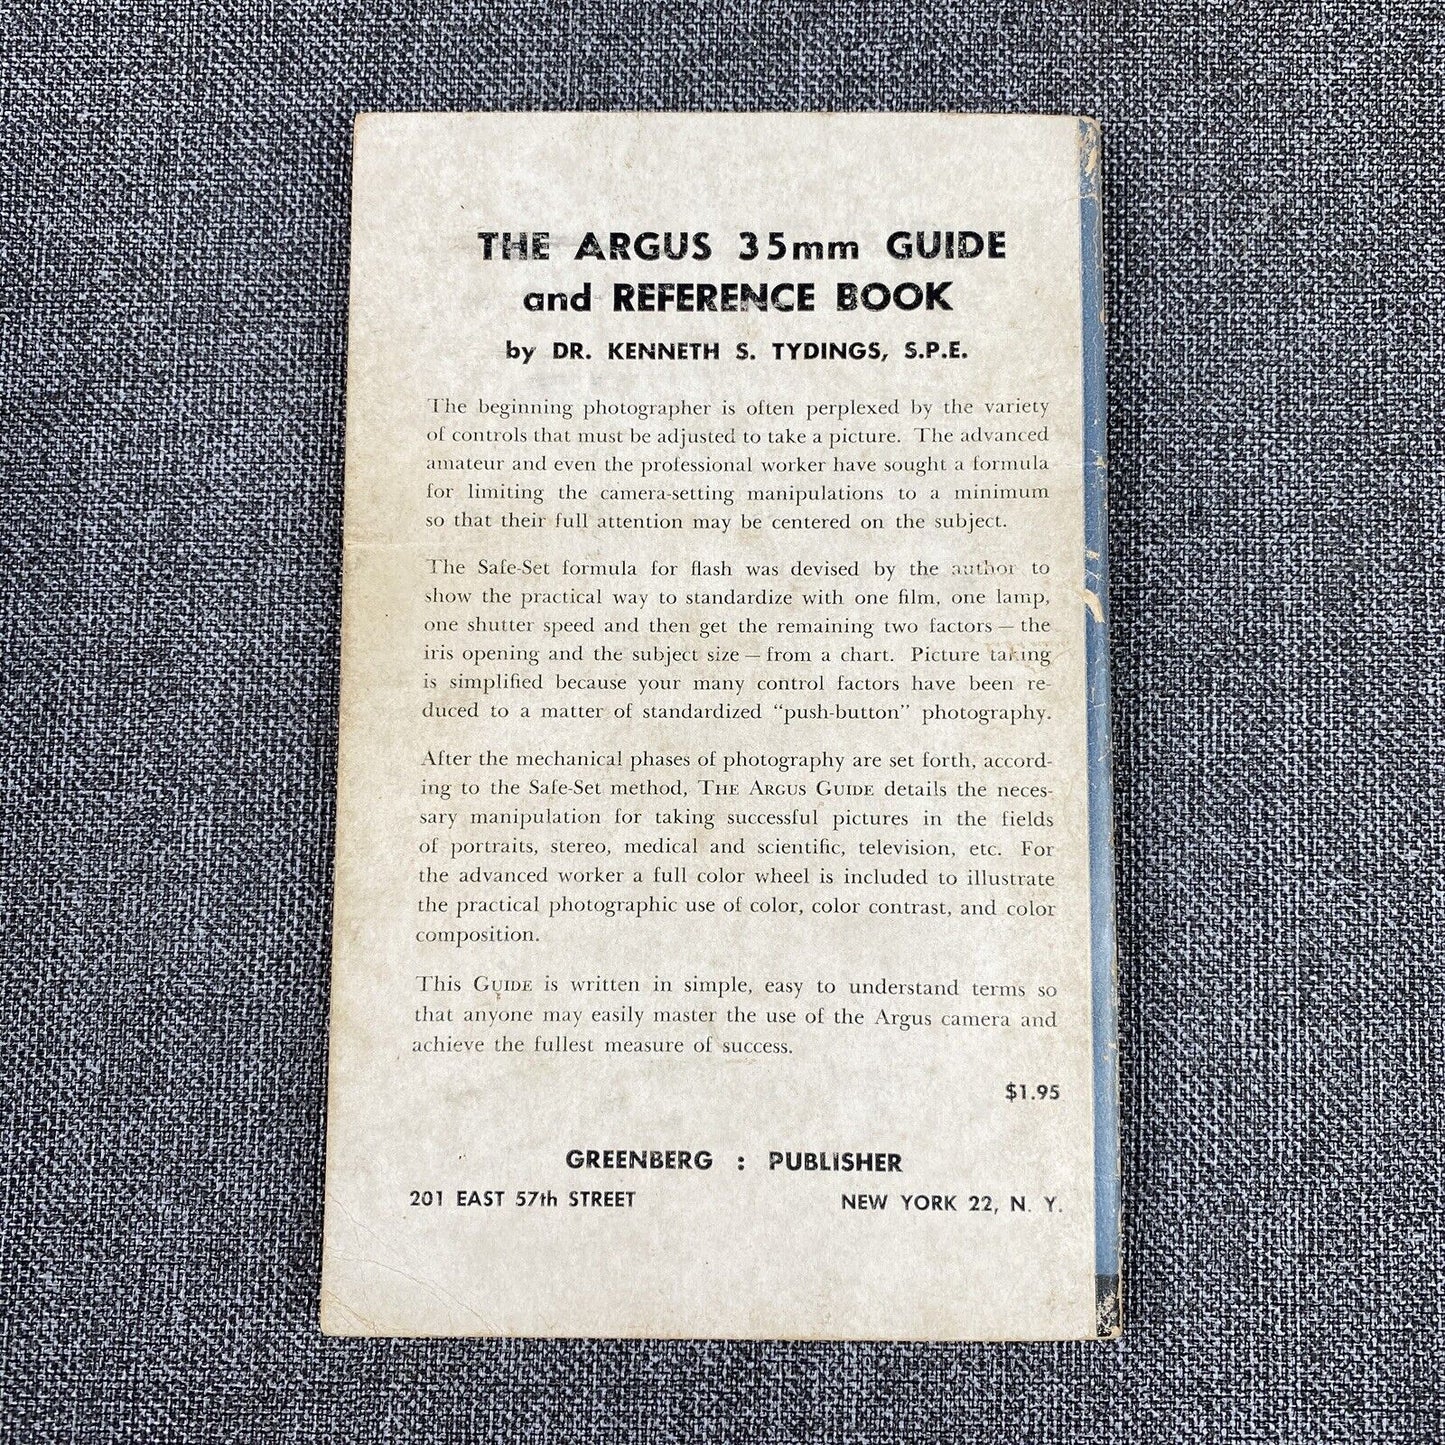 THE ARGUS 35mm GUIDE
and REFERENCE BOOK
by DR. KENNETH S. TYDINGS, S.P.E.
The beginning photographer is often perplexed by the variety
of controls that must be adjusted to take a picture. The advanced
amateur and even the professional worker have sought a formula
for limiting the camera-setting manipulations to a minimum
so that their full attention may be centered on the subject.
The Safe-Set formula for flash was devised by the author to
show the practical way to standardize with one film, one lamp,
one shutter speed and then get the remaining two factors — the
iris opening and the subject size — from a chart. Picture taking
is simplified because your many control factors have been re-
duced to a matter of standardized "push-button" photography.
After the mechanical phases of photography are set forth, accord-
ing to the Safe-Set method, THE ARGUS GUIDE details the neces-
sary manipulation for taking successful pictures in the fields
of portraits, stereo, medical and scientific, television, etc. For
the advanced worker a full color wheel is included to illustrate
the practical photographic use of color, color contrast, and color
composition.
This GUIDE is written in simple, easy to understand terms so
that anyone may easily master the use of the Argus camera and
achieve the fullest measure of success.
$1.95
GREENBERG : PUBLISHER
201 EAST 57th STREET NEW YORK 22, N. Y.